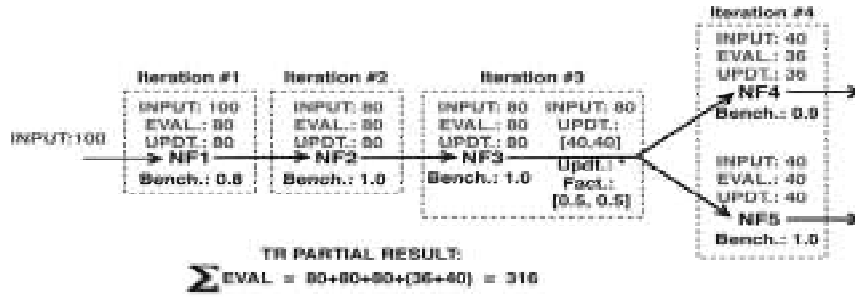 Iteration #4
INPUT: 40
EVAL.: 36
UPDT.: 36
NF4
Bench.: 0.9
Iteration #1
INPUT: 100
EVAL.: 80
UPDT.: 80
NF1
Bench.: 0.8
Iteration #2
INPUT: 80
EVAL.: 80
UPDT.: 80
NF2
Bench.: 1.0
Iteration #3
INPUT: 80
EVAL.: 80
UPDT.: 80
NF3
Bench.: 1.0
INPUT: 80
UPDT.:
[40,40]
Updt.: *
Fact.:
[0.5, 0.5]
INPUT:100
INPUT: 40
EVAL.: 40
UPDT.: 40
NF5
Bench.: 1.0
TR PARTIAL RESULT:
∑ EVAL = 80+80+80+(36+40) = 316